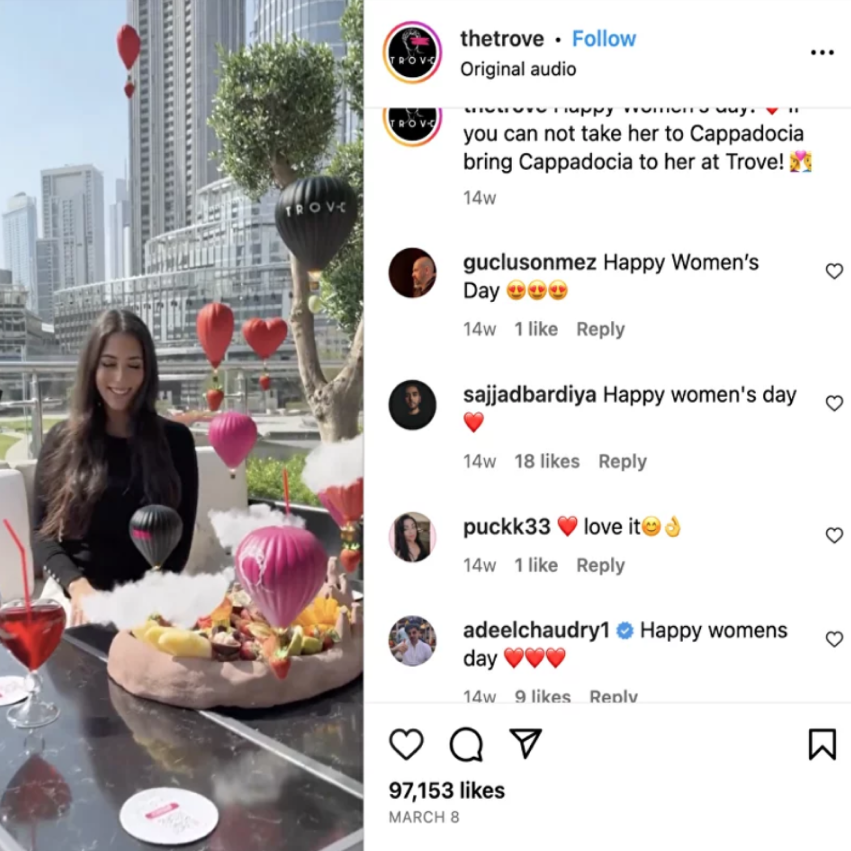 thetrove • Follow
Original audio
TROVE
thetrove Happy Women's day! ❤️ If
you can not take her to Cappadocia
bring Cappadocia to her at Trove! 💏
14w
guclusonmez Happy Women's
Day 😍😍😍
14w 1 like Reply
sajjadbardiya Happy women's day
❤️
14w 18 likes Reply
puckk33 ❤️ love it😊👌
14w 1 like Reply
adeelchaudry1 Happy womens
day ❤️❤️❤️
14w 9 likes Reply
97,153 likes
MARCH 8
TROVE
TROVE